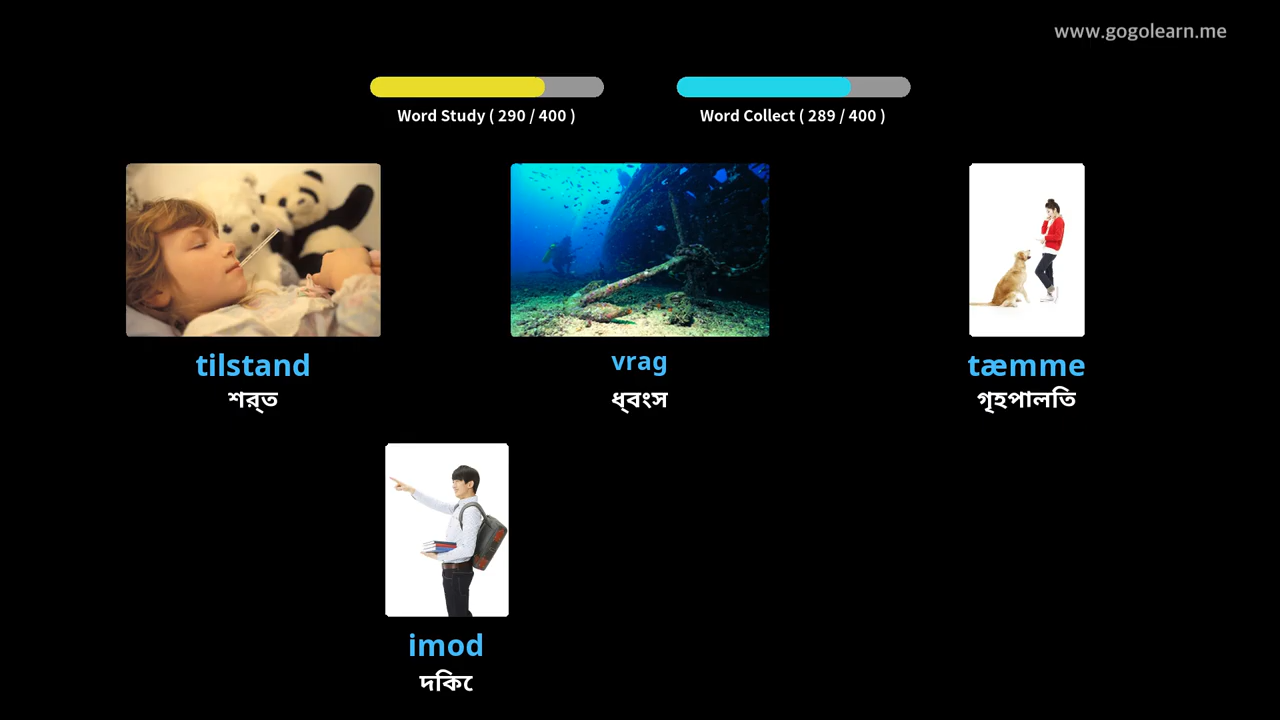 www.gogolearn.me
Word Study ( 290 / 400 )
Word Collect ( 289 / 400 )
tilstand
vrag
tæmme
শর্ত
ধ্বংস
গৃহপালতি
imod
দকিে